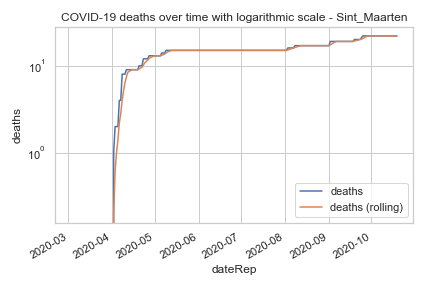 COVID-19 deaths over time with logarithmic scale - Sint_Maarten
deaths
10¹
10⁰
deaths
deaths (rolling)
2020-03
2020-04
2020-05
2020-06
2020-07
2020-08
2020-09
2020-10
dateRep